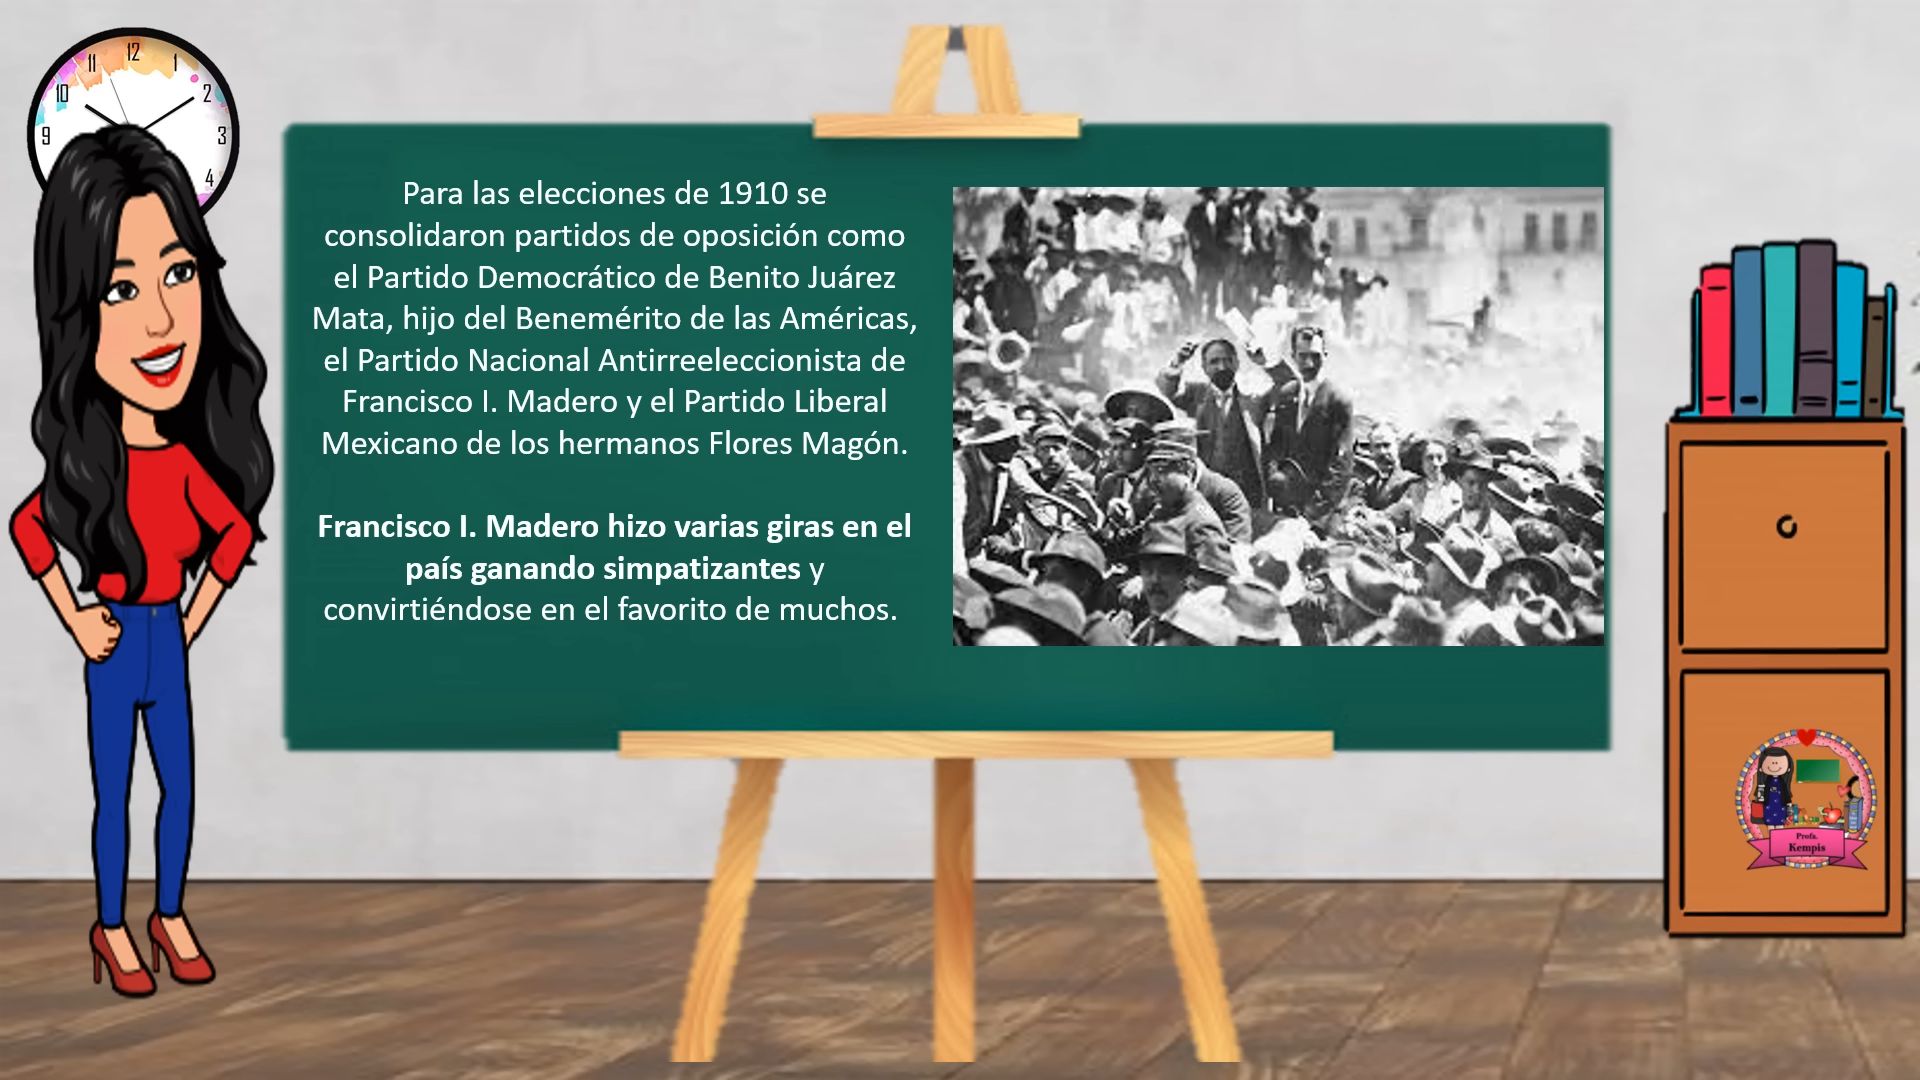 12
11
1
10
2
9
3
4
Para las elecciones de 1910 se
consolidaron partidos de oposición como
el Partido Democrático de Benito Juárez
Mata, hijo del Benemérito de las Américas,
el Partido Nacional Antirreeleccionista de
Francisco I. Madero y el Partido Liberal
Mexicano de los hermanos Flores Magón.
Francisco I. Madero hizo varias giras en el
país ganando simpatizantes y
convirtiéndose en el favorito de muchos.
Profa.
Kempis